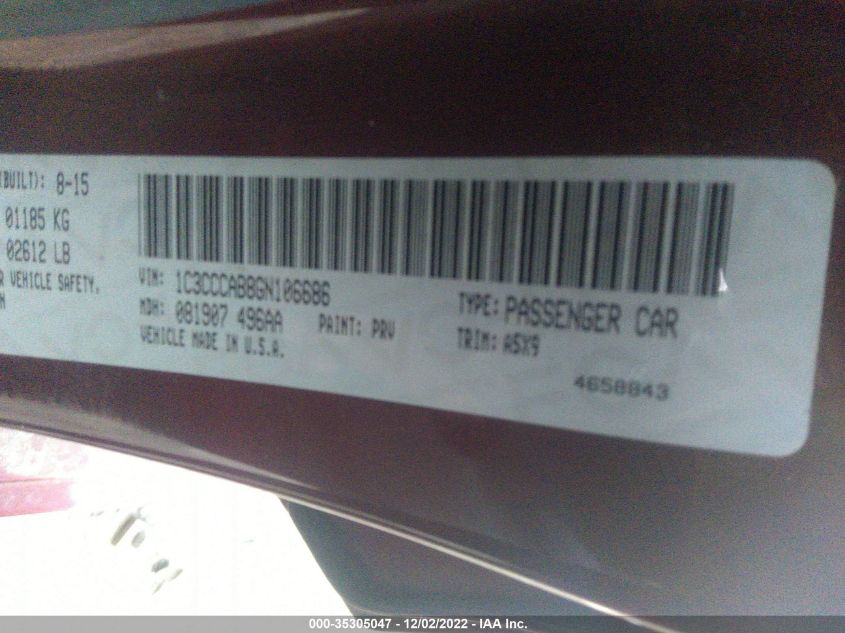 (BUILT): 8-15
01185 KG
02612 LB
VEHICLE SAFETY.
VIN: 1C3CCCAB8GN106686
MDH: 081907 496AA
PAINT: PRV
VEHICLE MADE IN U.S.A.
TYPE: PASSENGER CAR
TRIM: A5X9
4658843
000-35305047 - 12/02/2022 - IAA Inc.